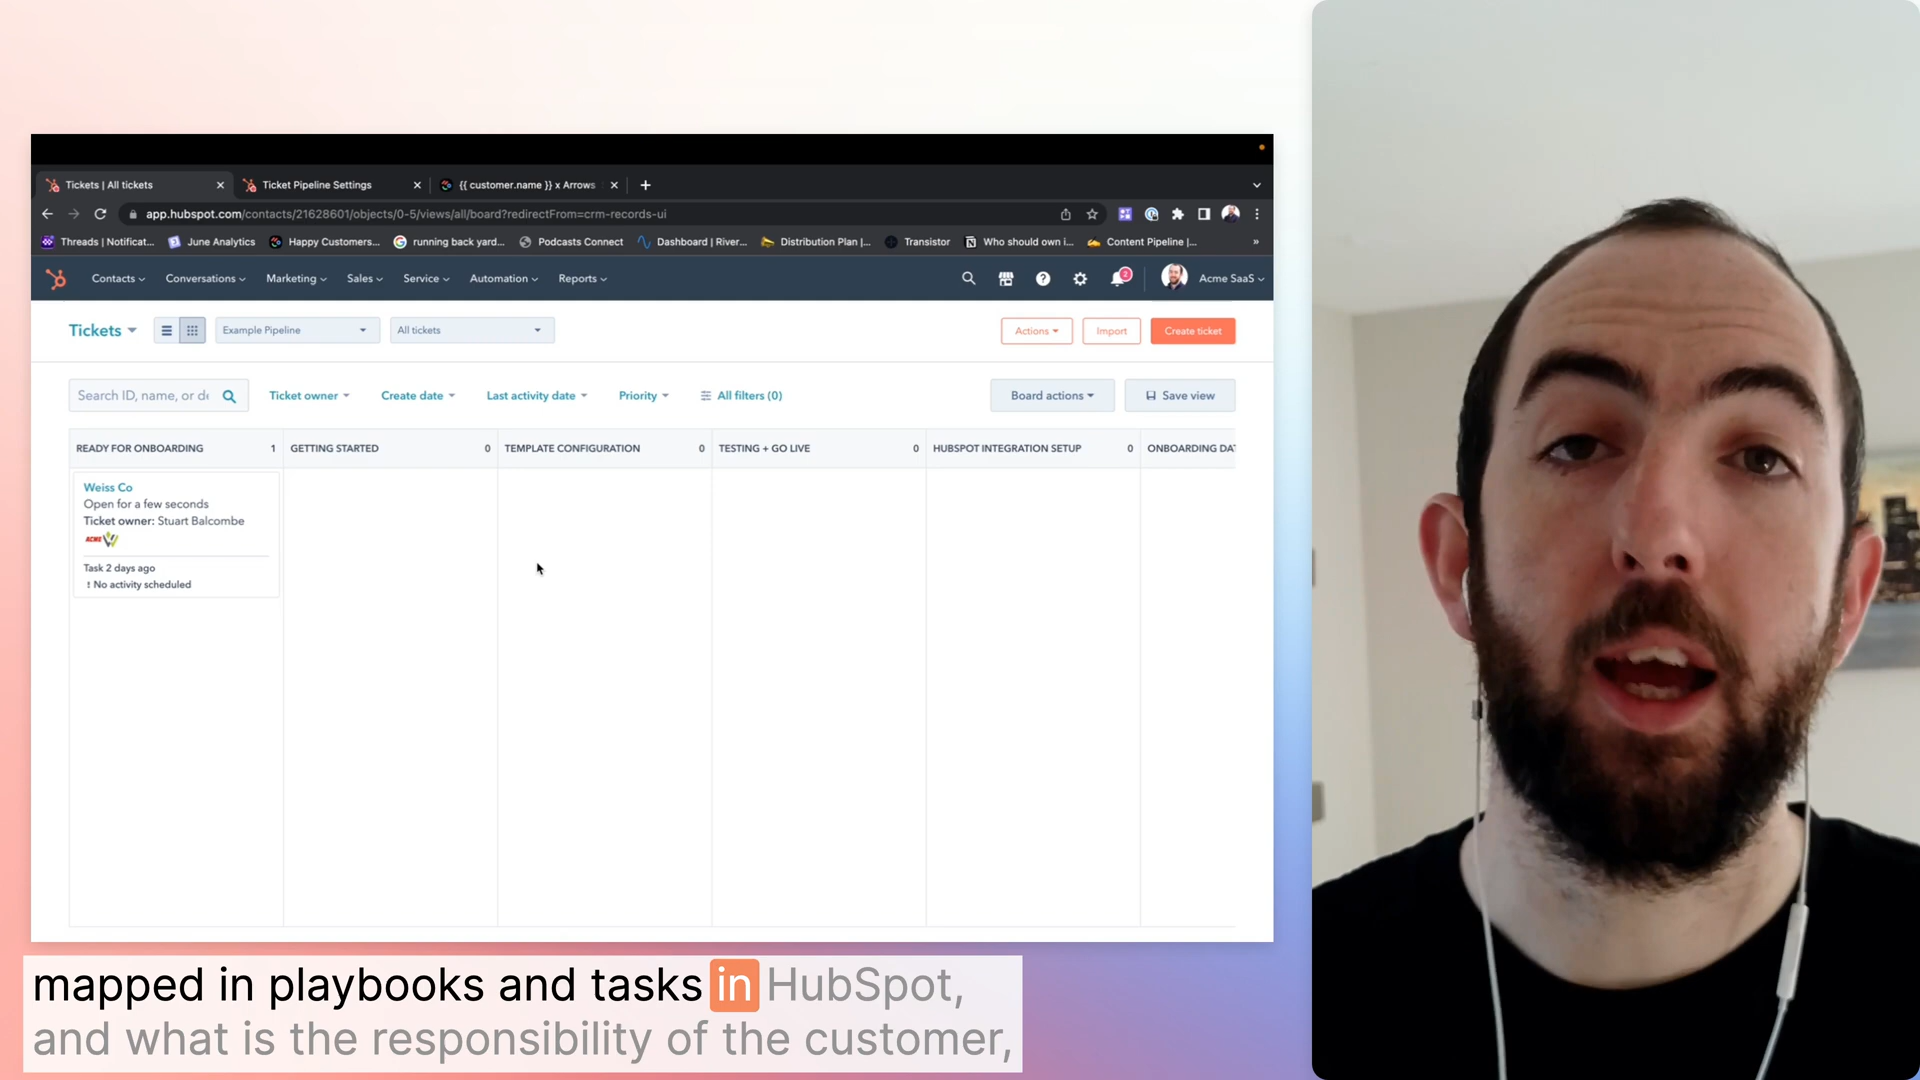 Tickets | All tickets
Ticket Pipeline Settings
{{ customer.name }} x Arrows
app.hubspot.com/contacts/21628601/objects/0-5/views/all/board?redirectFrom=crm-records-ui
Threads | Notificat...
June Analytics
Happy Customers...
running back yard...
Podcasts Connect
Dashboard | River...
Distribution Plan |...
Transistor
Who should own i...
Content Pipeline |...
Contacts
Conversations
Marketing
Sales
Service
Automation
Reports
2
Acme SaaS
Tickets
Example Pipeline
All tickets
Actions
Import
Create ticket
Search ID, name, or de
Ticket owner
Create date
Last activity date
Priority
All filters (0)
Board actions
Save view
READY FOR ONBOARDING 1
GETTING STARTED 0
TEMPLATE CONFIGURATION 0
TESTING + GO LIVE 0
HUBSPOT INTEGRATION SETUP 0
ONBOARDING DAT
Weiss Co
Open for a few seconds
Ticket owner: Stuart Balcombe
ACME
Task 2 days ago
! No activity scheduled
mapped in playbooks and tasks in HubSpot,
and what is the responsibility of the customer,